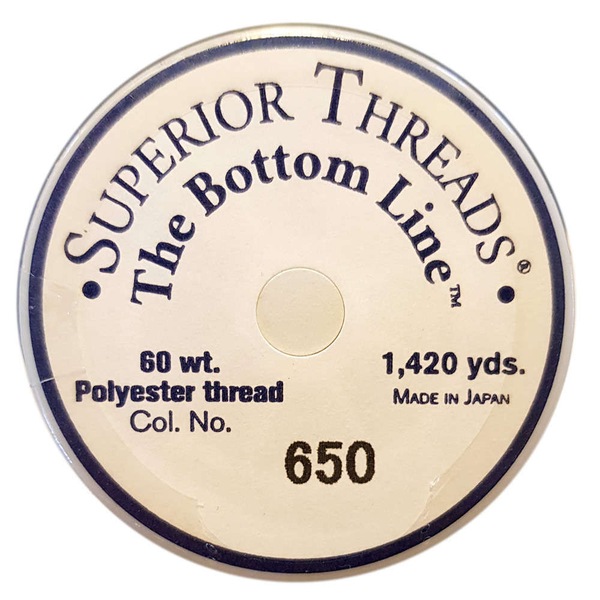 • SUPERIOR THREADS® •
The Bottom Line™
60 wt.
Polyester thread
Col. No.
1,420 yds.
MADE IN JAPAN
650